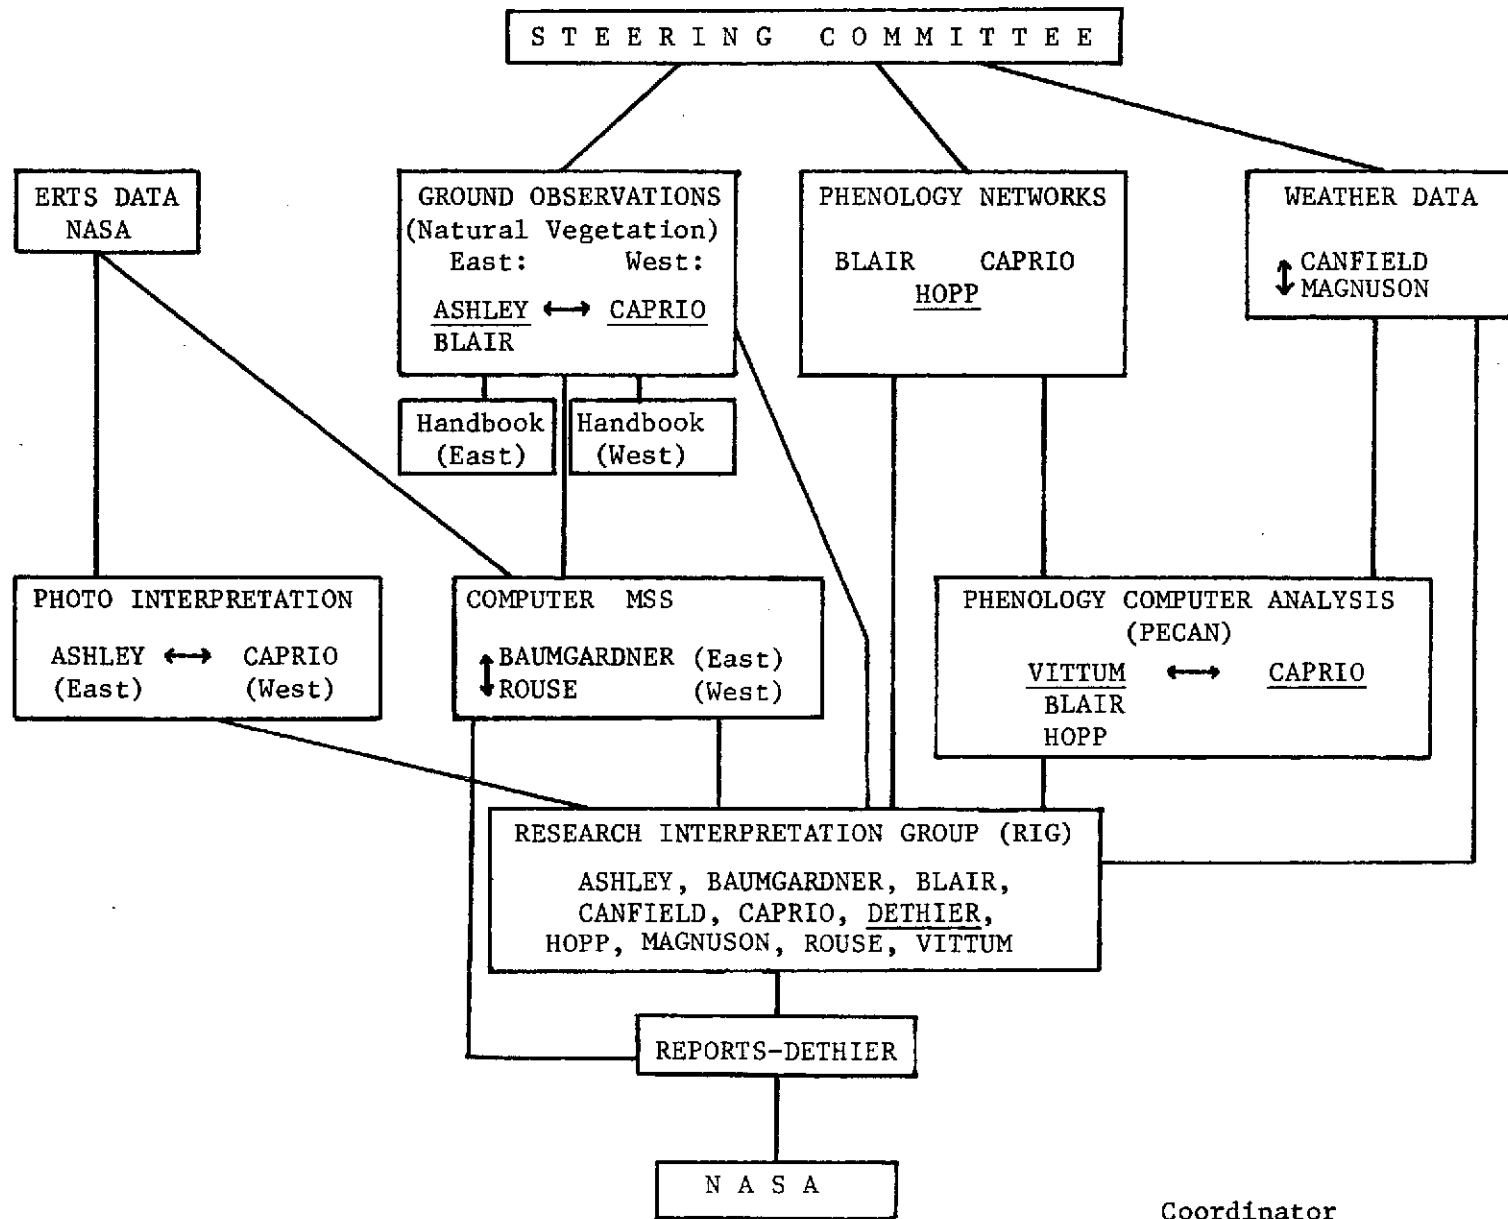 S T E E R I N G   C O M M I T T E E
ERTS DATA
NASA
GROUND OBSERVATIONS
(Natural Vegetation)
East: West:
ASHLEY ↔ CAPRIO
BLAIR
PHENOLOGY NETWORKS
BLAIR CAPRIO
HOPP
WEATHER DATA
CANFIELD
MAGNUSON
Handbook
(East)
Handbook
(West)
PHOTO INTERPRETATION
ASHLEY ↔ CAPRIO
(East) (West)
COMPUTER MSS
BAUMGARDNER (East)
ROUSE (West)
PHENOLOGY COMPUTER ANALYSIS
(PECAN)
VITTUM ↔ CAPRIO
BLAIR
HOPP
RESEARCH INTERPRETATION GROUP (RIG)
ASHLEY, BAUMGARDNER, BLAIR,
CANFIELD, CAPRIO, DETHIER,
HOPP, MAGNUSON, ROUSE, VITTUM
REPORTS-DETHIER
N A S A
Coordinator